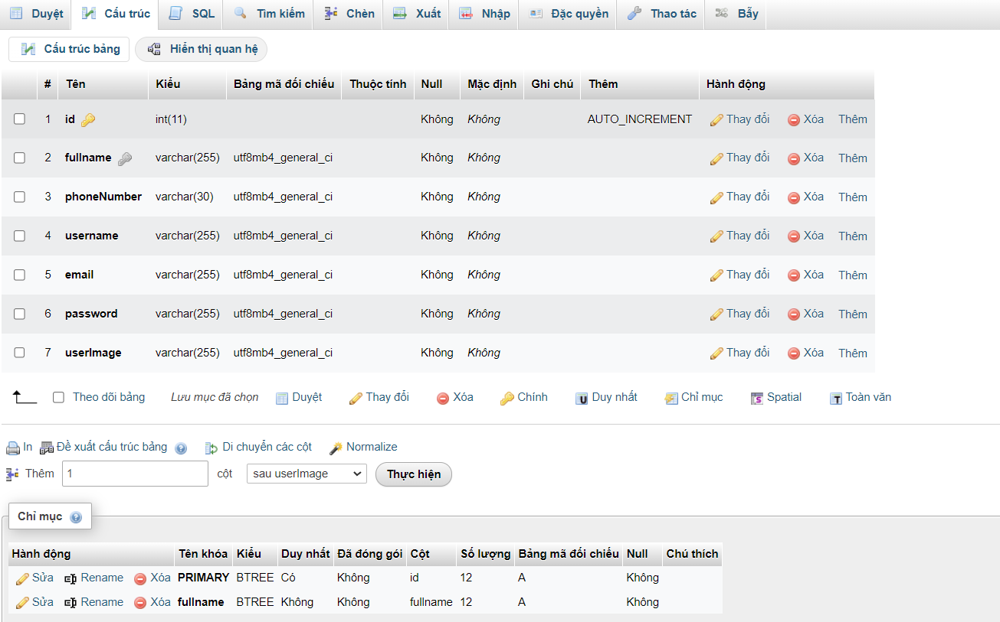 Duyệt Cấu trúc SQL Tìm kiếm Chèn Xuất Nhập Đặc quyền Thao tác Bẫy
Cấu trúc bảng Hiển thị quan hệ
# Tên Kiểu Bảng mã đối chiếu Thuộc tính Null Mặc định Ghi chú Thêm Hành động
1 id int(11) Không Không AUTO_INCREMENT Thay đổi Xóa Thêm
2 fullname varchar(255) utf8mb4_general_ci Không Không Thay đổi Xóa Thêm
3 phoneNumber varchar(30) utf8mb4_general_ci Không Không Thay đổi Xóa Thêm
4 username varchar(255) utf8mb4_general_ci Không Không Thay đổi Xóa Thêm
5 email varchar(255) utf8mb4_general_ci Không Không Thay đổi Xóa Thêm
6 password varchar(255) utf8mb4_general_ci Không Không Thay đổi Xóa Thêm
7 userImage varchar(255) utf8mb4_general_ci Không Không Thay đổi Xóa Thêm
Theo dõi bảng Lưu mục đã chọn Duyệt Thay đổi Xóa Chính Duy nhất Chỉ mục Spatial Toàn văn
In Đề xuất cấu trúc bảng Di chuyển các cột Normalize
Thêm 1 cột sau userImage Thực hiện
Chỉ mục
Hành động Tên khóa Kiểu Duy nhất Đã đóng gói Cột Số lượng Bảng mã đối chiếu Null Chú thích
Sửa Rename Xóa PRIMARY BTREE Có Không id 12 A Không
Sửa Rename Xóa fullname BTREE Không Không fullname 12 A Không